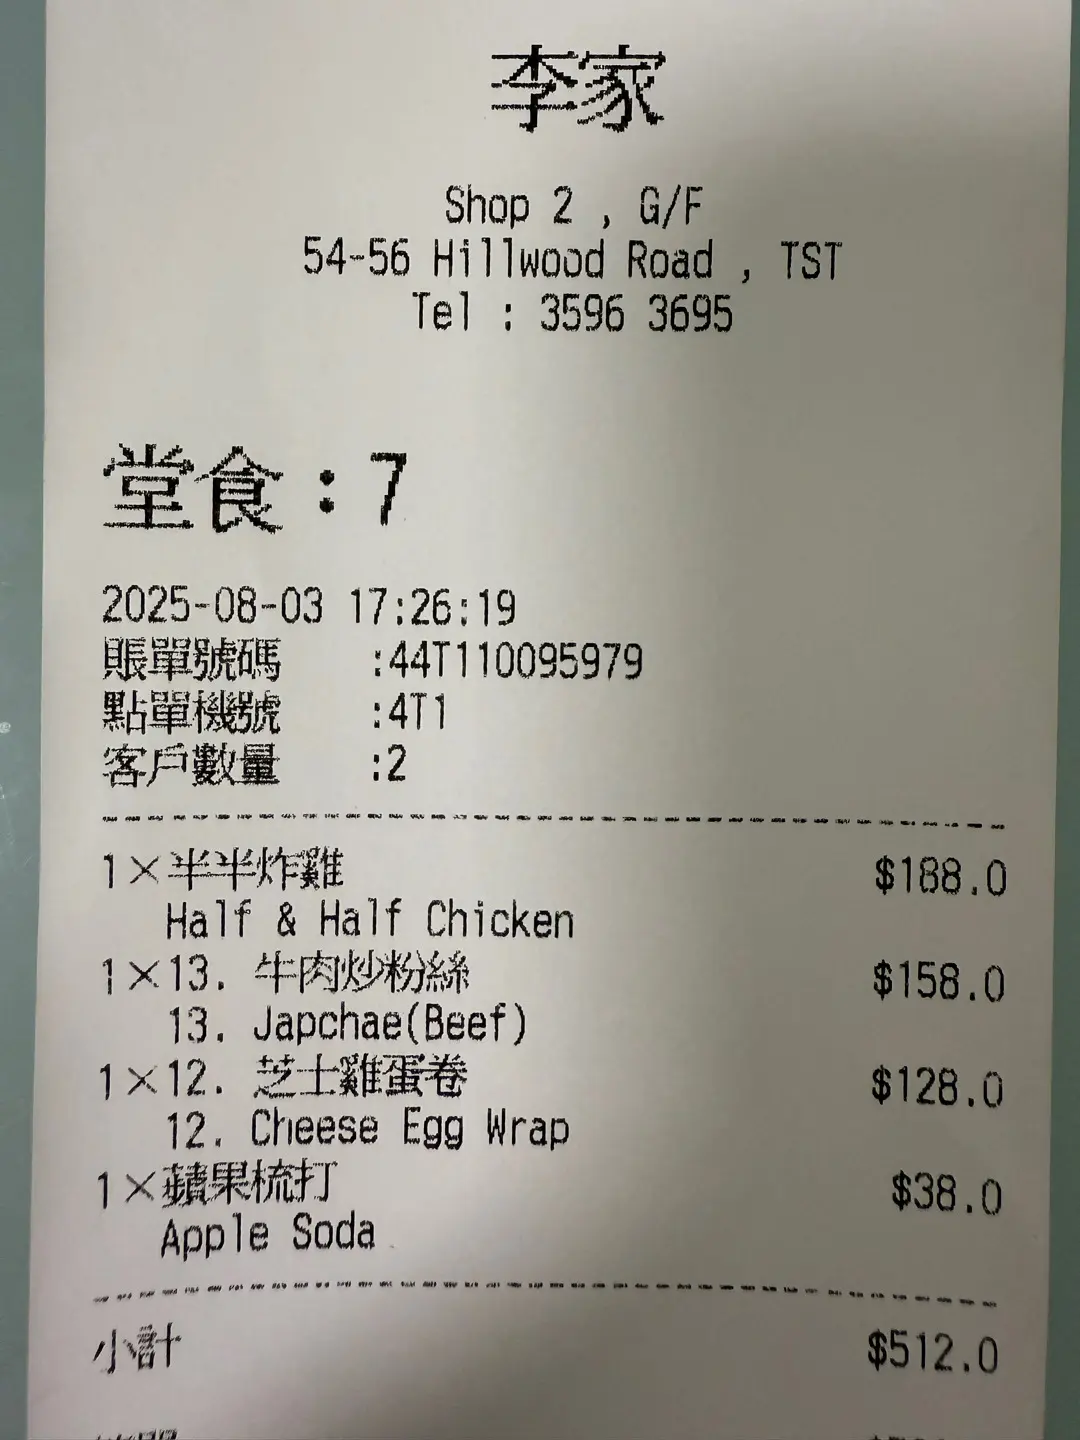 李家
Shop 2 , G/F
54-56 Hillwood Road , TST
Tel : 3596 3695
堂食:7
2025-08-03 17:26:19
賬單號碼 :44T110095979
點單機號 :4T1
客戶數量 :2
1×半半炸雞 $188.0
Half & Half Chicken
1×13. 牛肉炒粉絲 $158.0
13. Japchae(Beef)
1×12. 芝士雞蛋卷 $128.0
12. Cheese Egg Wrap
1×蘋果梳打 $38.0
Apple Soda
小計 $512.0